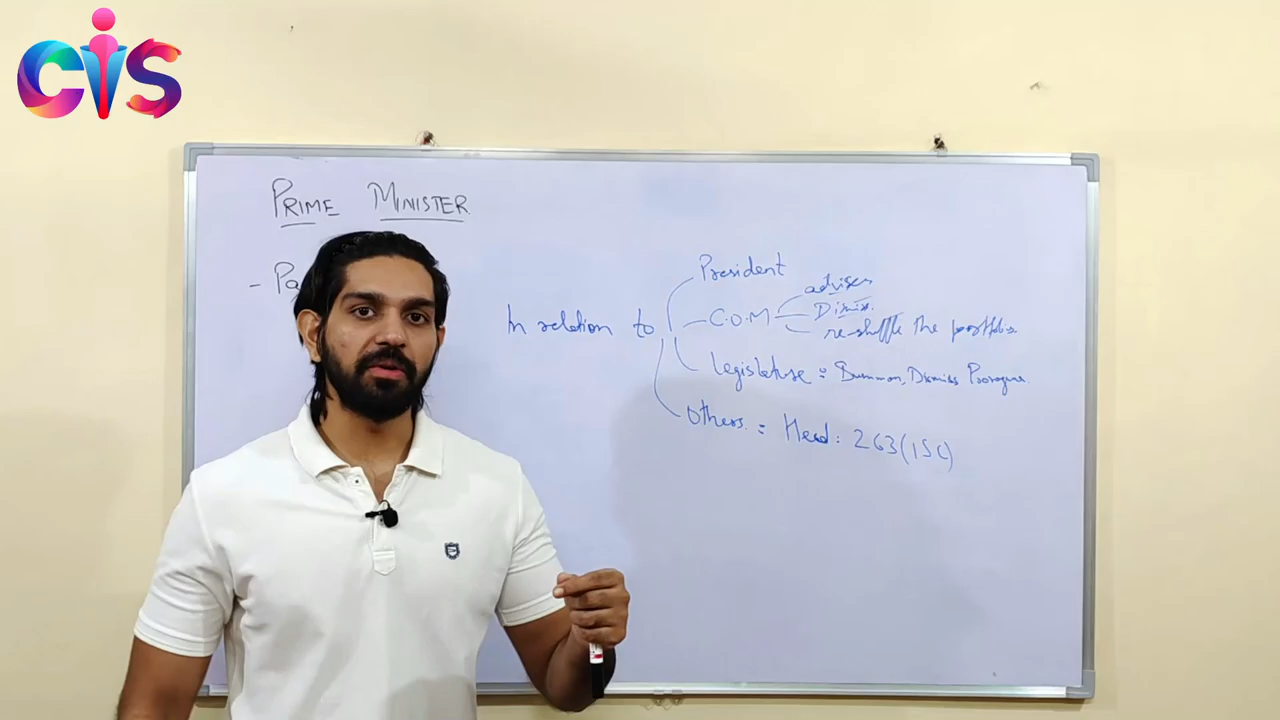 CIS
PRIME MINISTER
- Pa
In relation to
President
C.O.M
advises
Dismiss.
re-shuffle the portfolios
Legislature : Summon, Dismiss Prorogue.
Others. : Head : 263(ISC)